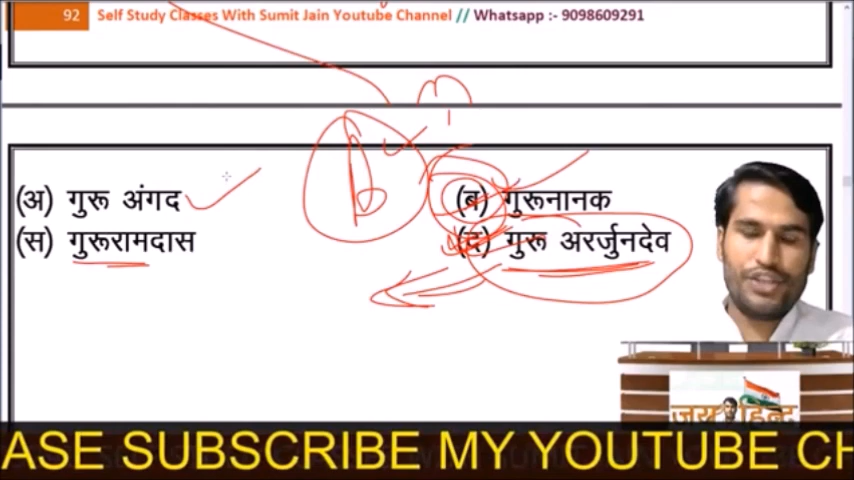 92 Self Study Classes With Sumit Jain Youtube Channel // Whatsapp :- 9098609291
(अ) गुरू अंगद (ब) गुरूनानक
(स) गुरूरामदास (द) गुरू अरर्जुनदेव
जय हिन्द
ASE SUBSCRIBE MY YOUTUBE CH